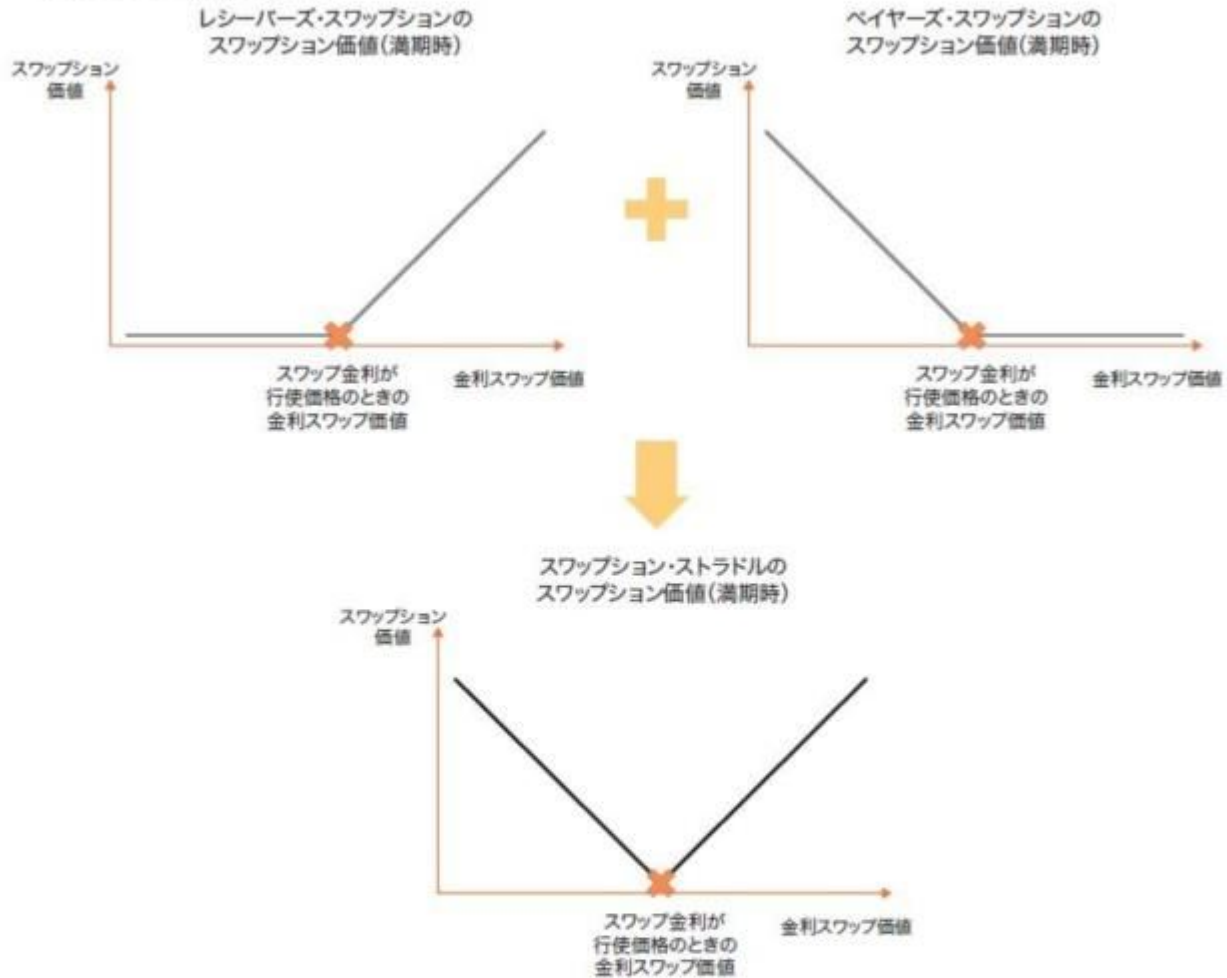 レシーバーズ・スワップションの
スワップション価値(満期時)
スワップション
価値
スワップ金利が
行使価格のときの
金利スワップ価値
金利スワップ価値
ペイヤーズ・スワップションの
スワップション価値(満期時)
スワップション
価値
スワップ金利が
行使価格のときの
金利スワップ価値
金利スワップ価値
スワップション・ストラドルの
スワップション価値(満期時)
スワップション
価値
スワップ金利が
行使価格のときの
金利スワップ価値
金利スワップ価値